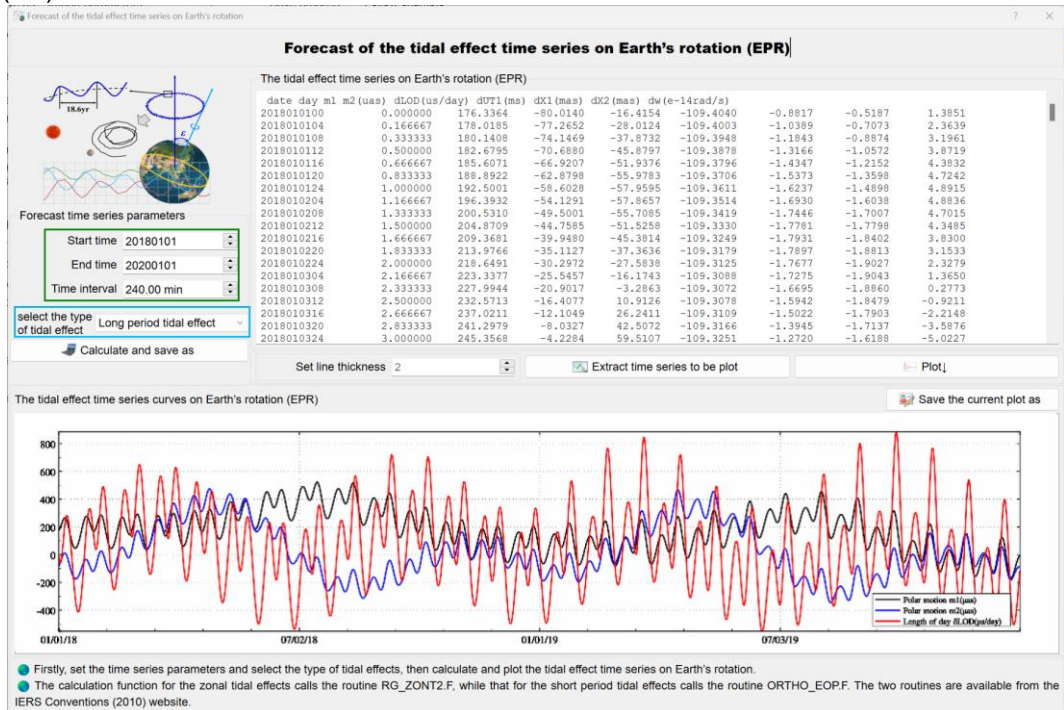 Forecast of the tidal effect time series on Earth's rotation
Forecast of the tidal effect time series on Earth's rotation (EPR)
18.6yr
ε
The tidal effect time series on Earth's rotation (EPR)
date day m1 m2(uas) dLOD(us/day) dUT1(ms) dX1(mas) dX2(mas) dw(e-14rad/s)
2018010100 0.000000 176.3364 -80.0140 -16.4154 -109.4040 -0.8817 -0.5187 1.3851
2018010104 0.166667 178.0185 -77.2652 -28.0124 -109.4003 -1.0389 -0.7073 2.3639
2018010108 0.333333 180.1408 -74.1469 -37.8732 -109.3948 -1.1843 -0.8874 3.1961
2018010112 0.500000 182.6795 -70.6880 -45.8797 -109.3878 -1.3166 -1.0572 3.8719
2018010116 0.666667 185.6071 -66.9207 -51.9376 -109.3796 -1.4347 -1.2152 4.3832
2018010120 0.833333 188.8922 -62.8798 -55.9783 -109.3706 -1.5373 -1.3598 4.7242
2018010124 1.000000 192.5001 -58.6028 -57.9595 -109.3611 -1.6237 -1.4898 4.8915
2018010204 1.166667 196.3932 -54.1291 -57.8657 -109.3514 -1.6930 -1.6038 4.8836
2018010208 1.333333 200.5310 -49.5001 -55.7085 -109.3419 -1.7446 -1.7007 4.7015
2018010212 1.500000 204.8709 -44.7585 -51.5258 -109.3330 -1.7781 -1.7798 4.3485
2018010216 1.666667 209.3681 -39.9480 -45.3814 -109.3249 -1.7931 -1.8402 3.8300
2018010220 1.833333 213.9766 -35.1127 -37.3636 -109.3179 -1.7897 -1.8813 3.1533
2018010224 2.000000 218.6491 -30.2972 -27.5838 -109.3125 -1.7677 -1.9027 2.3279
2018010304 2.166667 223.3377 -25.5457 -16.1743 -109.3088 -1.7275 -1.9043 1.3650
2018010308 2.333333 227.9944 -20.9017 -3.2863 -109.3072 -1.6695 -1.8860 0.2773
2018010312 2.500000 232.5713 -16.4077 10.9126 -109.3078 -1.5942 -1.8479 -0.9211
2018010316 2.666667 237.0211 -12.1049 26.2411 -109.3109 -1.5022 -1.7903 -2.2148
2018010320 2.833333 241.2979 -8.0327 42.5072 -109.3166 -1.3945 -1.7137 -3.5876
2018010324 3.000000 245.3568 -4.2284 59.5107 -109.3251 -1.2720 -1.6188 -5.0227
Forecast time series parameters
Start time 20180101
End time 20200101
Time interval 240.00 min
select the type
of tidal effect Long period tidal effect
Calculate and save as
Set line thickness 2
Extract time series to be plot
Plot↓
The tidal effect time series curves on Earth's rotation (EPR)
Save the current plot as
800
600
400
200
0
-200
-400
01/01/18 07/02/18 01/01/19 07/03/19
Polar motion m1(μas)
Polar motion m2(μas)
Length of day δLOD(μs/day)
Firstly, set the time series parameters and select the type of tidal effects, then calculate and plot the tidal effect time series on Earth's rotation.
The calculation function for the zonal tidal effects calls the routine RG_ZONT2.F, while that for the short period tidal effects calls the routine ORTHO_EOP.F. The two routines are available from the
IERS Conventions (2010) website.